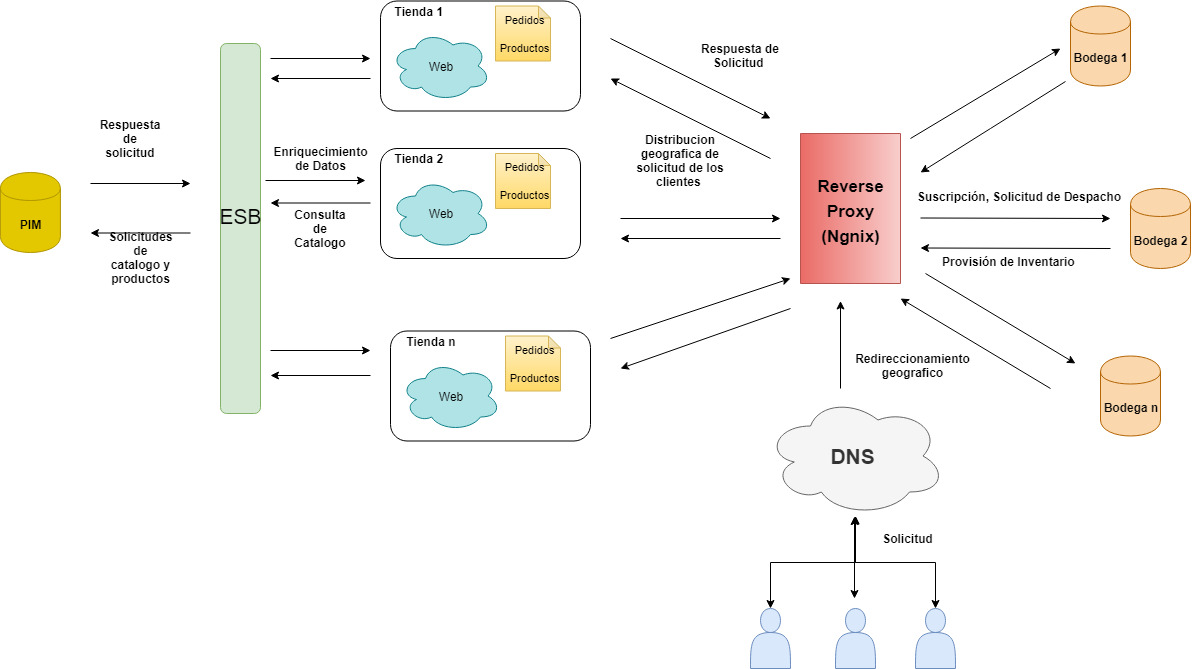 Tienda 1
Pedidos
Productos
Web
Respuesta de
Solicitud
Bodega 1
Respuesta
de
solicitud
PIM
Solicitudes
de
catalogo y
productos
ESB
Enriquecimiento
de Datos
Consulta
de
Catalogo
Tienda 2
Pedidos
Productos
Web
Distribucion
geografica de
solicitud de los
clientes
Reverse
Proxy
(Ngnix)
Suscripción, Solicitud de Despacho
Bodega 2
Provisión de Inventario
Tienda n
Pedidos
Productos
Web
Redireccionamiento
geografico
Bodega n
DNS
Solicitud